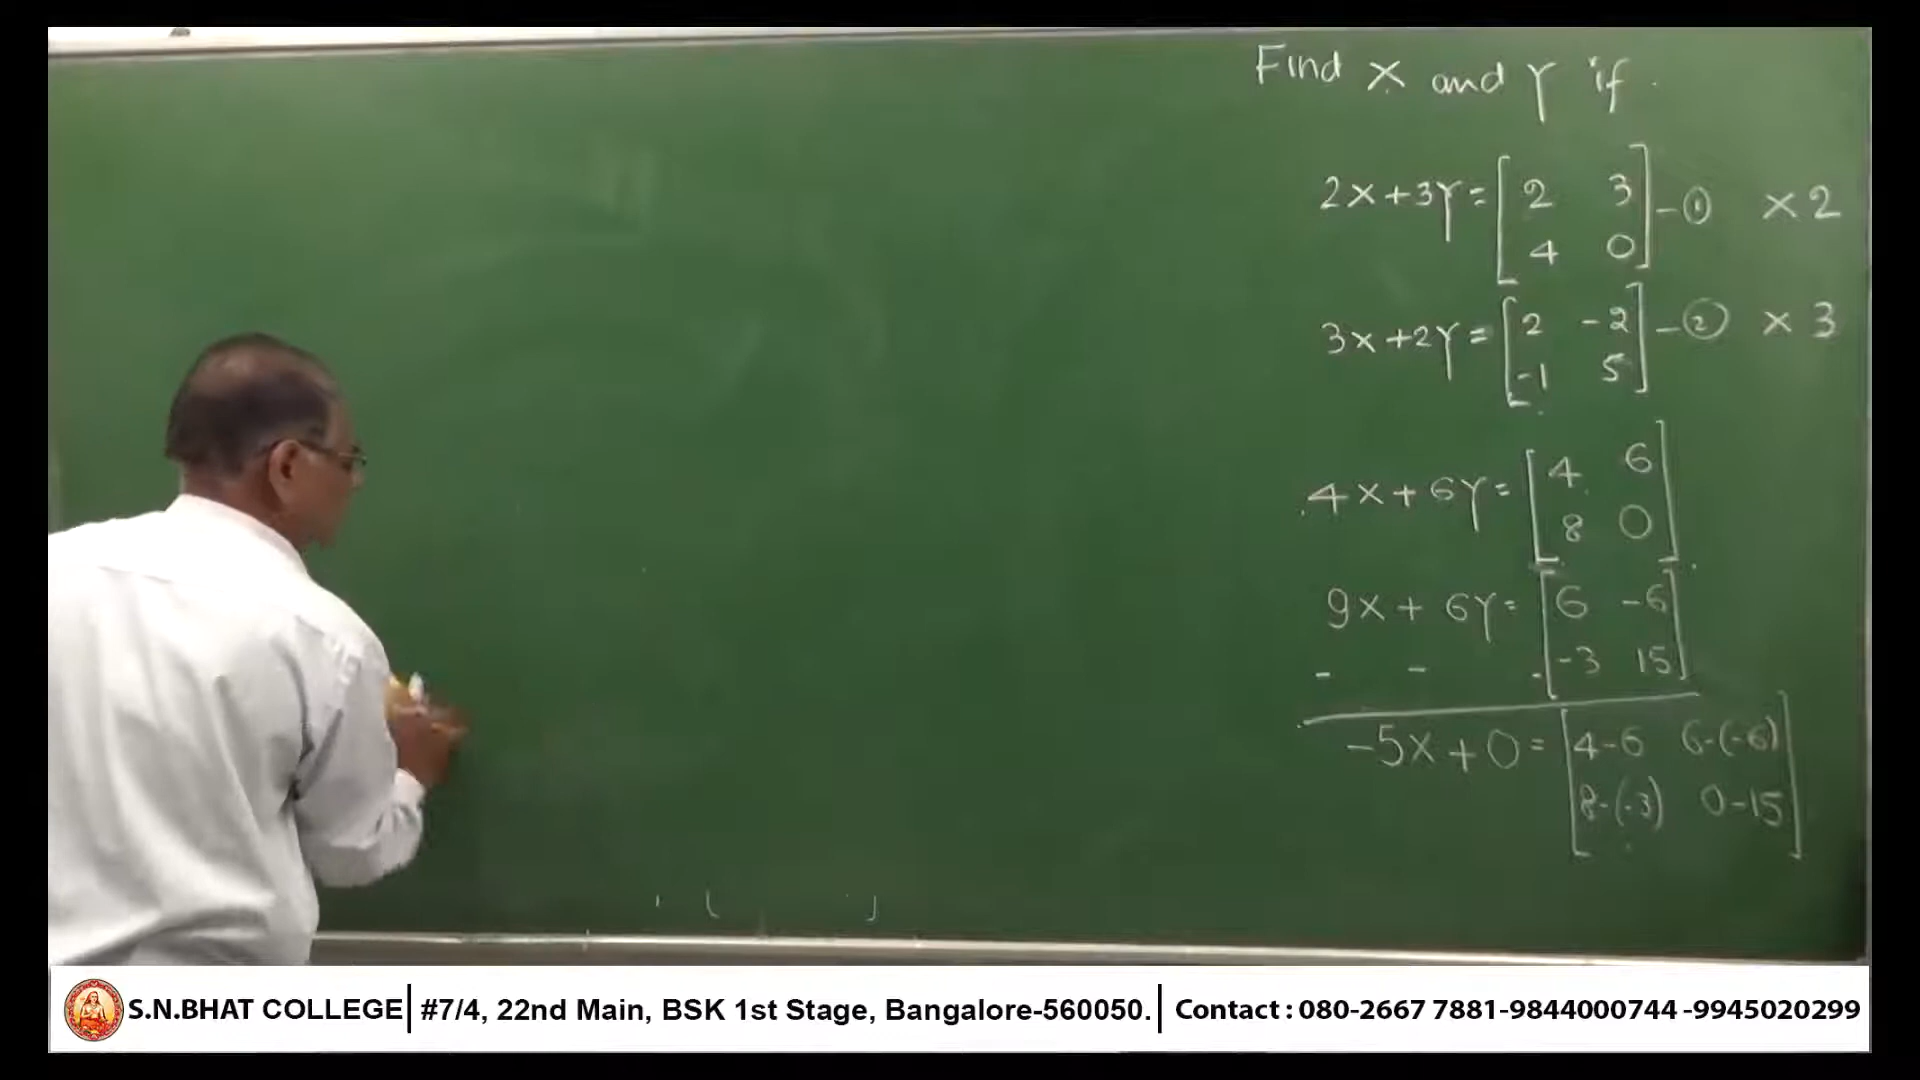 Find X and Y if
2X+3Y= [2 3 -① ×2
4 0]
3X+2Y= [2 -2 -② ×3
-1 5]
4X+6Y= [4 6
8 0]
9X+6Y= [6 -6
- - - -3 15]
-5X+0= [4-6 6-(-6)
8-(-3) 0-15]
S.N.BHAT COLLEGE| #7/4, 22nd Main, BSK 1st Stage, Bangalore-560050.| Contact : 080-2667 7881-9844000744 -9945020299